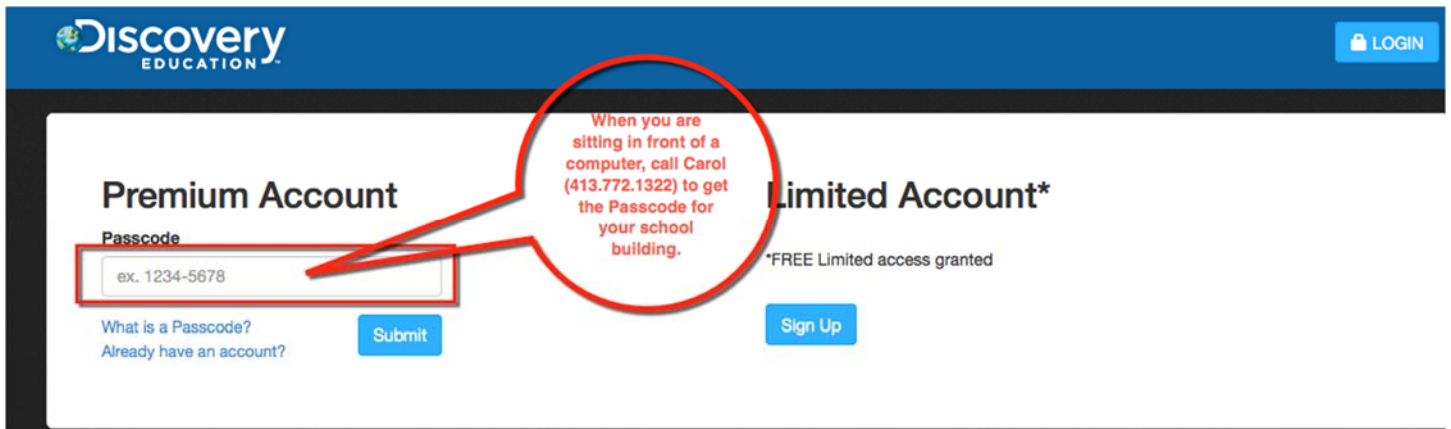 DISCOVERY
EDUCATION
LOGIN
When you are
sitting in front of a
computer, call Carol
(413.772.1322) to get
the Passcode for
your school
building.
Premium Account
Passcode
ex. 1234-5678
What is a Passcode?
Already have an account?
Submit
Limited Account*
*FREE Limited access granted
Sign Up